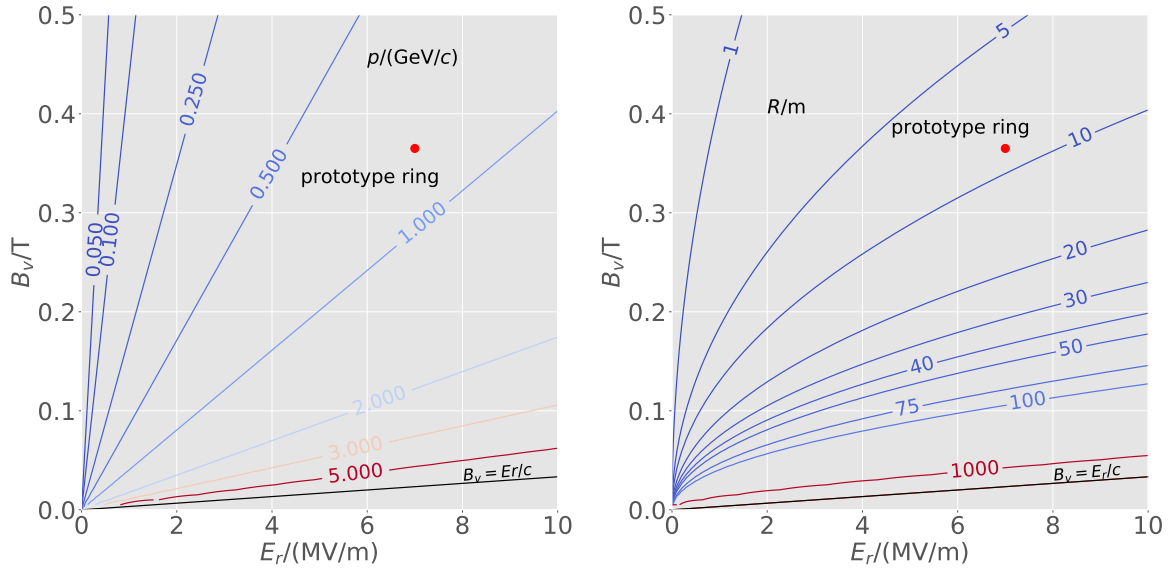 0.5
0.4
0.3
0.2
0.1
0.0
B_v/T
0 2 4 6 8 10
E_r/(MV/m)
p/(GeV/c)
prototype ring
0.050
0.100
0.250
0.500
1.000
2.000
3.000
5.000
B_v = Er/c
0.5
0.4
0.3
0.2
0.1
0.0
B_v/T
0 2 4 6 8 10
E_r/(MV/m)
R/m
prototype ring
1
5
10
20
30
40
50
75
100
1000
B_v = E_r/c